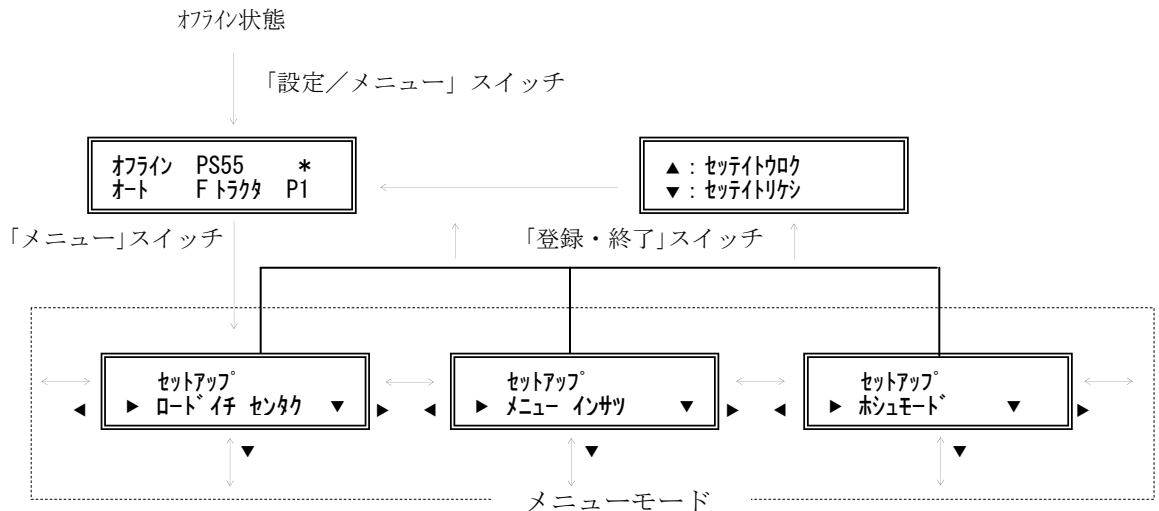 ｵﾌﾗｲﾝ状態
「設定／メニュー」スイッチ
ｵﾌﾗｲﾝ PS55 *
ｵｰﾄ F ﾄﾗｸﾀ P1
▲：ｾｯﾃｲﾄｳﾛｸ
▼：ｾｯﾃｲﾄﾘｹｼ
「メニュー」スイッチ
「登録・終了」スイッチ
ｾｯﾄｱｯﾌﾟ
▶ ﾛｰﾄﾞｲﾁ ｾﾝﾀｸ ▼
ｾｯﾄｱｯﾌﾟ
▶ ﾒﾆｭｰ ｲﾝｻﾂ ▼
ｾｯﾄｱｯﾌﾟ
▶ ﾎｼｭﾓｰﾄﾞ ▼
◀ ▶ ◀ ▶ ◀ ▶
▼ ▼ ▼
メニューモード